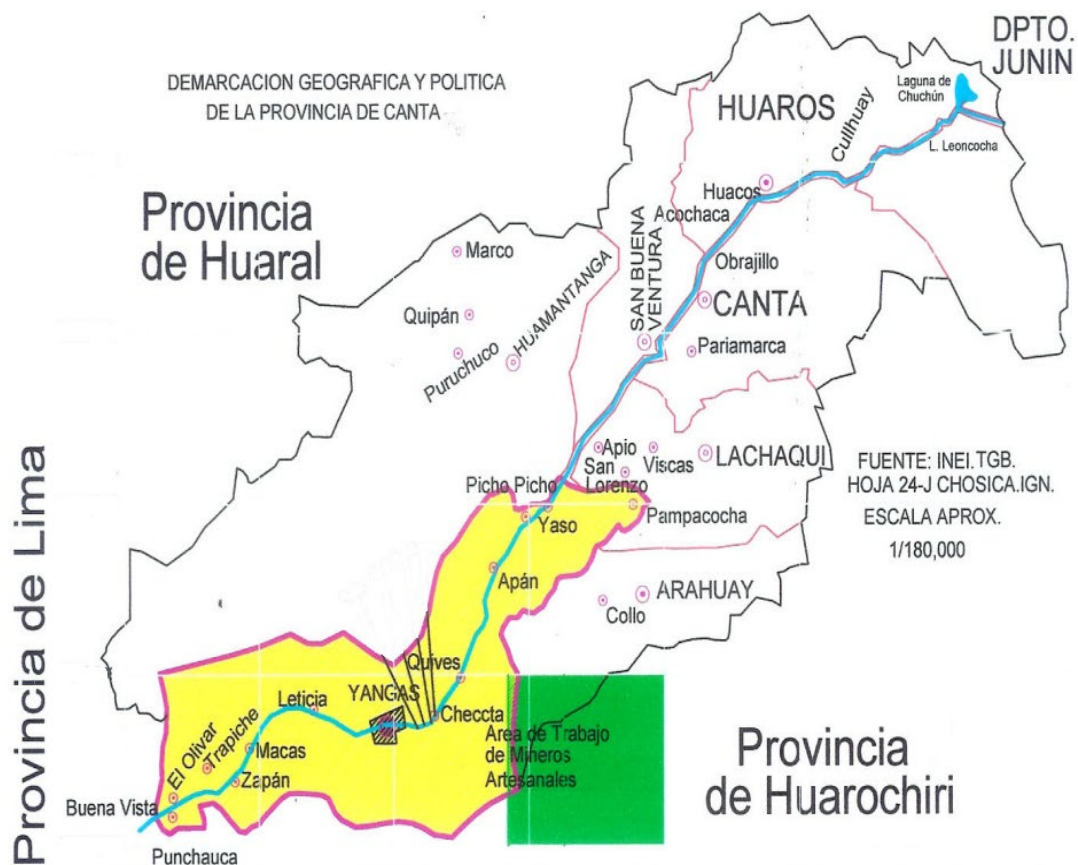 DPTO.
JUNIN
DEMARCACION GEOGRAFICA Y POLITICA
DE LA PROVINCIA DE CANTA
Laguna de
Chuchún
L. Leoncocha
HUAROS
Cullhuay
Huacos
Acochaca
Provincia
de Huaral
Marco
Obrajillo
SAN BUENA
VENTURA
CANTA
Quipán
HUAMANTANGA
Puruchuco
Pariamarca
Apio
San
Lorenzo
Viscas
LACHAQUI
FUENTE: INEI.TGB.
HOJA 24-J CHOSICA.IGN.
ESCALA APROX.
1/180,000
Picho Picho
Yaso
Pampacocha
Apán
ARAHUAY
Collo
Provincia de Lima
Quives
YANGAS
Leticia
Checcta
Area de Trabajo
de Mineros
Artesanales
El Olivar
Trapiche
Macas
Zapán
Buena Vista
Punchauca
Provincia
de Huarochiri